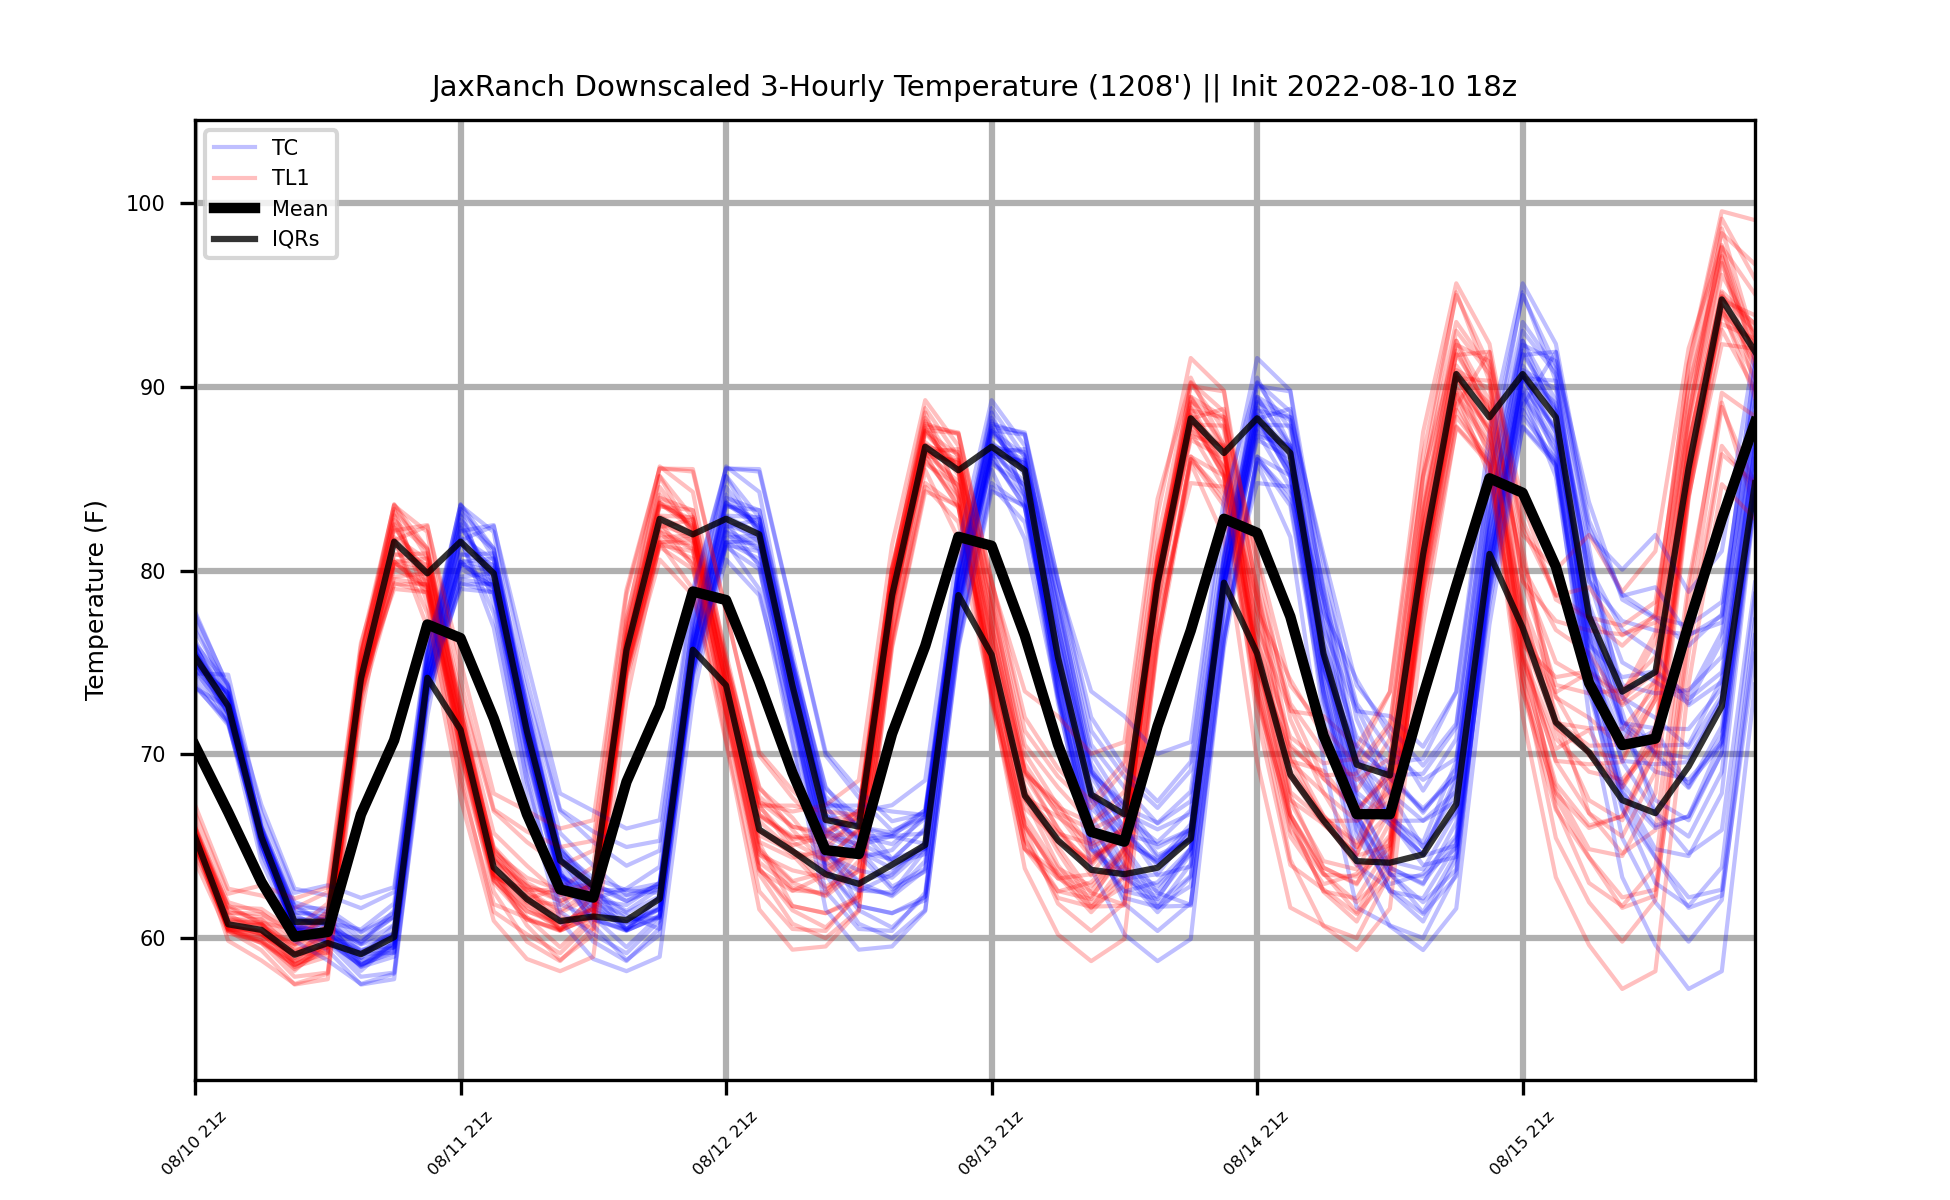 JaxRanch Downscaled 3-Hourly Temperature (1208') || Init 2022-08-10 18z
TC
TL1
Mean
IQRs
Temperature (F)
100
90
80
70
60
08/10 21z
08/11 21z
08/12 21z
08/13 21z
08/14 21z
08/15 21z